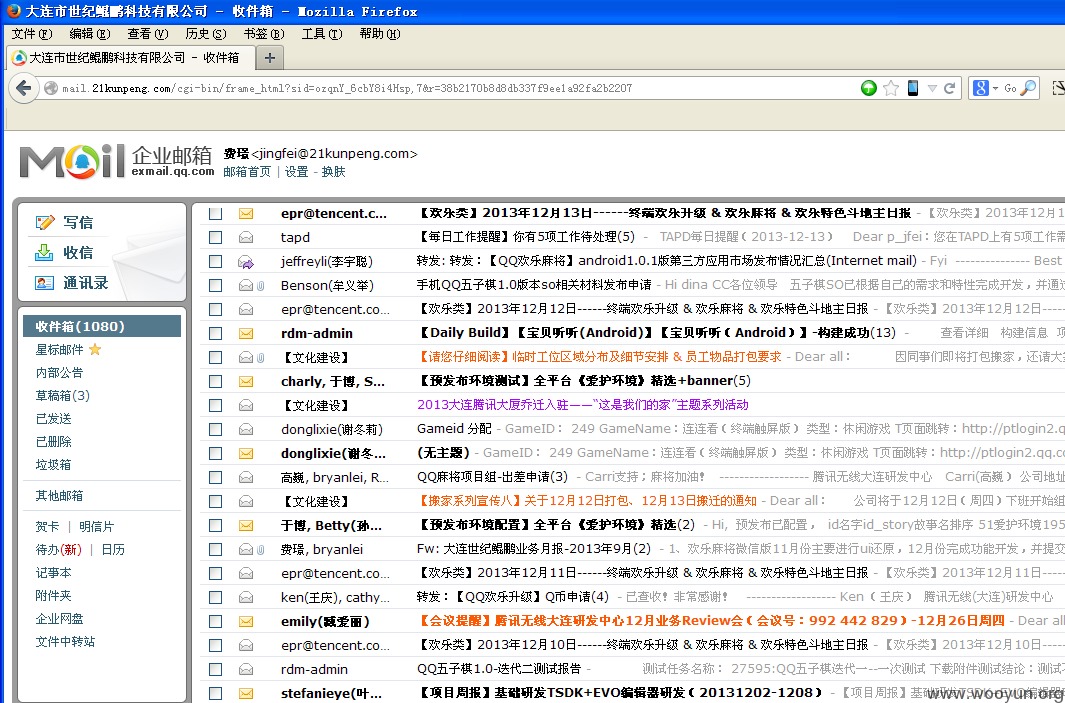 大连市世纪鲲鹏科技有限公司 - 收件箱 - Mozilla Firefox
文件(F) 编辑(E) 查看(V) 历史(S) 书签(B) 工具(T) 帮助(H)
大连市世纪鲲鹏科技有限公司 - 收件箱
mail.21kunpeng.com/cgi-bin/frame_html?sid=ozqnY_6cbY8i4Hsp,7&r=38b2170b8d8db337f9ee1a92fa2b2207
Go
Mail 企业邮箱 exmail.qq.com
费璟<jingfei@21kunpeng.com>
邮箱首页 | 设置 - 换肤
写信
收信
通讯录
收件箱(1080)
星标邮件
内部公告
草稿箱(3)
已发送
已删除
垃圾箱
其他邮箱
贺卡 | 明信片
待办(新) | 日历
记事本
附件夹
企业网盘
文件中转站
epr@tencent.c... 【欢乐类】2013年12月13日------终端欢乐升级 & 欢乐麻将 & 欢乐特色斗地主日报 - 【欢乐类】2013年12月1
tapd 【每日工作提醒】你有5项工作待处理(5) - TAPD每日提醒(2013-12-13) Dear p_jfei:您在TAPD上有5项工作需
jeffreyli(李宇聪) 转发: 转发:【QQ欢乐麻将】android1.0.1版第三方应用市场发布情况汇总(Internet mail) - Fyi --------------- Best
Benson(牟义举) 手机QQ五子棋1.0版本so相关材料发布申请 - Hi dina CC各位领导 五子棋SO已根据自己的需求和特性完成开发，并通过
epr@tencent.co... 【欢乐类】2013年12月12日------终端欢乐升级 & 欢乐麻将 & 欢乐特色斗地主日报 - 【欢乐类】2013年12月12日----
rdm-admin 【Daily Build】【宝贝听听(Android)】【宝贝听听（Android）】-构建成功(13) - 查看详细 构建信息 项
【文化建设】 【请您仔细阅读】临时工位区域分布及细节安排 & 员工物品打包要求 - Dear all： 因同事们即将打包搬家，还请大
charly, 于博, S... 【预发布环境测试】全平台《爱护环境》精选+banner(5)
【文化建设】 2013大连腾讯大厦乔迁入驻——“这是我们的家”主题系列活动
donglixie(谢冬莉) Gameid 分配 - GameID： 249 GameName：连连看（终端触屏版） 类型：休闲游戏 T页面跳转：http://ptlogin2.q
donglixie(谢冬... (无主题) - GameID： 249 GameName：连连看（终端触屏版） 类型：休闲游戏 T页面跳转：http://ptlogin2.qq.co
高巍, bryanlei, R... QQ麻将项目组-出差申请(3) - Carri支持；麻将加油！ ----------------- 腾讯无线大连研发中心 Carri(高巍) 公司地址
【文化建设】 【搬家系列宣传八】关于12月12日打包、12月13日搬迁的通知 - Dear all： 公司将于12月12日（周四）下班开始组
于博, Betty(孙... 【预发布环境配置】全平台《爱护环境》精选(2) - Hi，预发布已配置， id名字id_story故事名排序 51爱护环境195
费璟, bryanlei Fw: 大连世纪鲲鹏业务月报-2013年9月(2) - 1、欢乐麻将微信版11月份主要进行ui还原，12月份完成功能开发，并提交
epr@tencent.co... 【欢乐类】2013年12月11日------终端欢乐升级 & 欢乐麻将 & 欢乐特色斗地主日报 - 【欢乐类】2013年12月11日----
ken(王庆), cathy... 转发：【QQ欢乐升级】Q币申请(4) - 已查收！非常感谢！ ----------------- Ken（王庆） 腾讯无线(大连)研发中心
emily(臧爱丽) 【会议提醒】腾讯无线大连研发中心12月业务Review会（会议号：992 442 829）-12月26日周四 - Dear all
epr@tencent.co... 【欢乐类】2013年12月10日------终端欢乐升级 & 欢乐麻将 & 欢乐特色斗地主日报 - 【欢乐类】2013年12月10日----
rdm-admin QQ五子棋1.0-迭代二测试报告 - 测试任务名称： 27595:QQ五子棋迭代一--一次测试 下载附件测试结论：测试不
stefanieye(叶... 【项目周报】基础研发TSDK+EVO编辑器研发（20131202-1208） - 【项目周报】基础研发TSDK+EVO编辑器研
www.wooyun.org